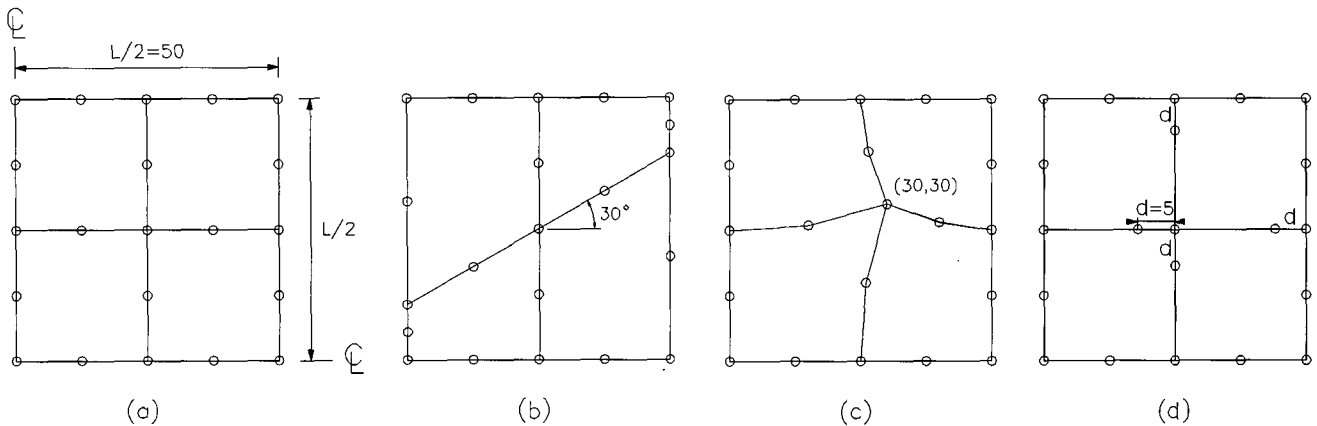 ℄
L/2=50
L/2
℄
30°
(30,30)
d
d=5
d
d
(a)
(b)
(c)
(d)